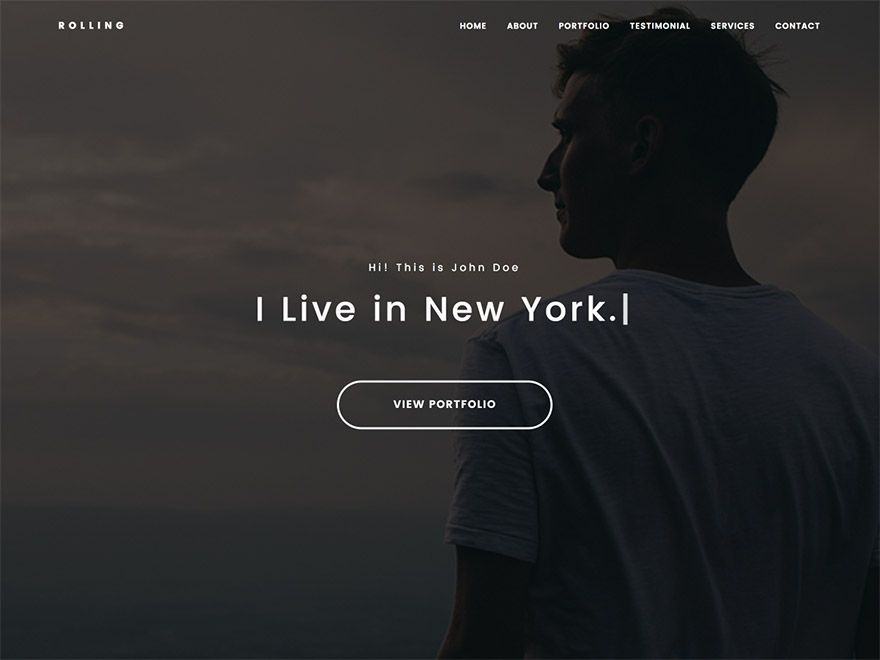 ROLLING
HOME ABOUT PORTFOLIO TESTIMONIAL SERVICES CONTACT
Hi! This is John Doe
I Live in New York.|
VIEW PORTFOLIO